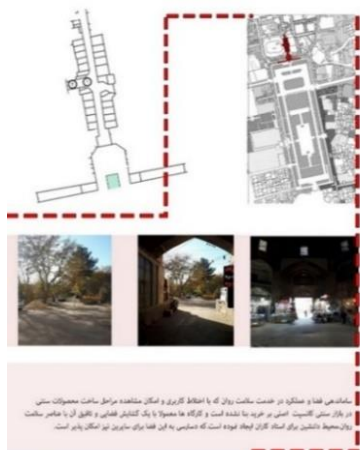 ساماندهی فضا و عملکرد در خدمت سلامت روان که با اختلاط کاربری و امکان مشاهده مراحل ساخت محصولات سنتی
در بازار سنتی کانسپت اصلی بر خرید بنا نشده است و کارگاه ها معمولا با یک گشایش فضایی و تلفیق آن با عناصر سلامت
روان،محیط دلنشین برای استاد کاران ایجاد نموده است.که دسترسی به این فضا برای سایرین نیز امکان پذیر است.